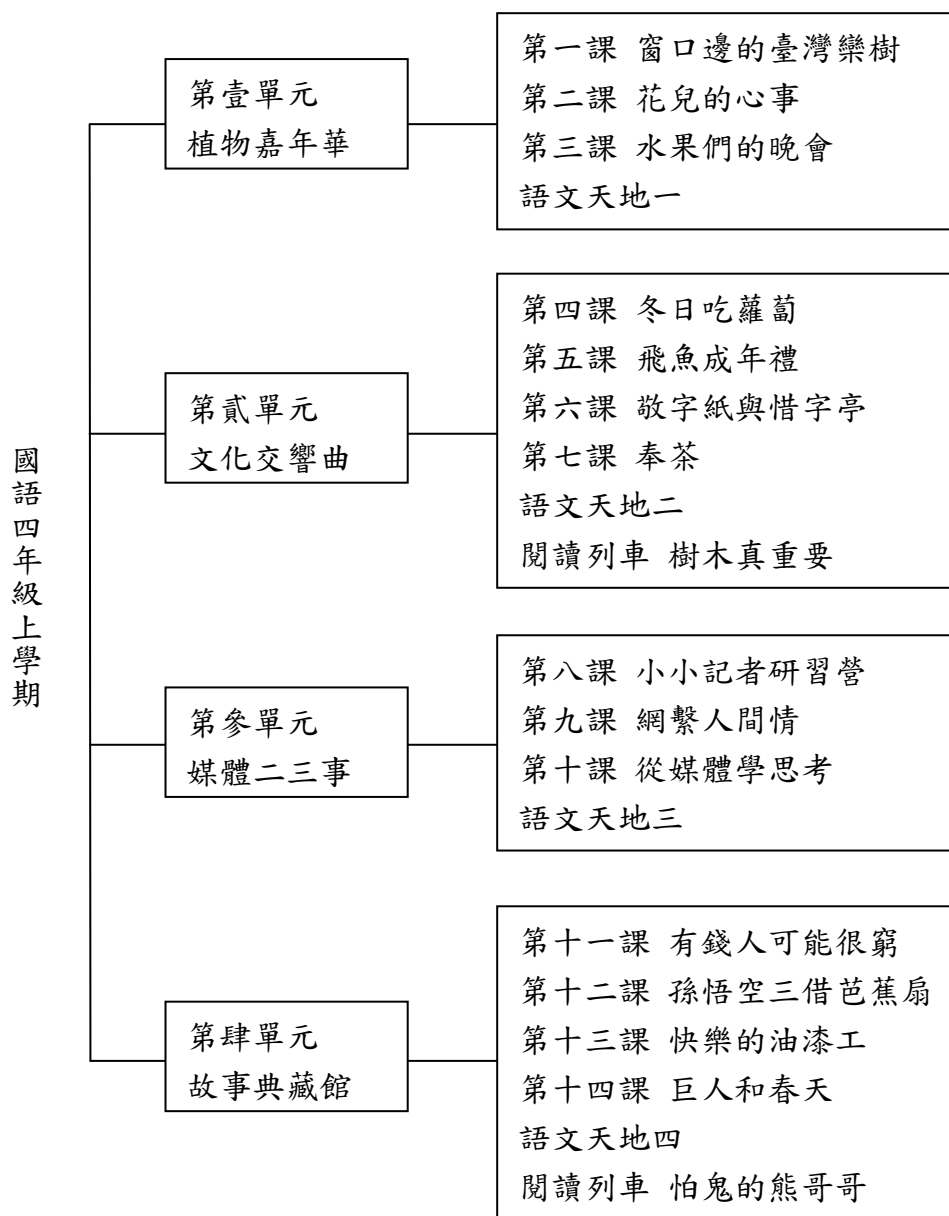 國語四年級上學期
第壹單元
植物嘉年華
第一課 窗口邊的臺灣欒樹
第二課 花兒的心事
第三課 水果們的晚會
語文天地一
第貳單元
文化交響曲
第四課 冬日吃蘿蔔
第五課 飛魚成年禮
第六課 敬字紙與惜字亭
第七課 奉茶
語文天地二
閱讀列車 樹木真重要
第參單元
媒體二三事
第八課 小小記者研習營
第九課 網繫人間情
第十課 從媒體學思考
語文天地三
第肆單元
故事典藏館
第十一課 有錢人可能很窮
第十二課 孫悟空三借芭蕉扇
第十三課 快樂的油漆工
第十四課 巨人和春天
語文天地四
閱讀列車 怕鬼的熊哥哥